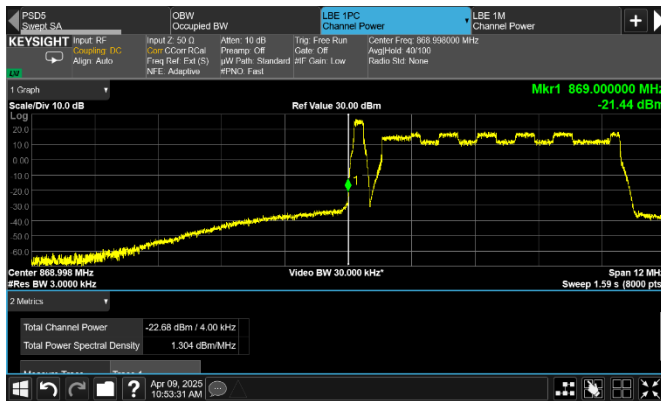 PSD5
Swept SA
OBW
Occupied BW
LBE 1PC
Channel Power
LBE 1M
Channel Power
KEYSIGHT
Input: RF
Coupling: DC
Align: Auto
Input Z: 50 Ω
Corr CCorr RCal
Freq Ref: Ext (S)
NFE: Adaptive
Atten: 10 dB
Preamp: Off
µW Path: Standard
#PNO: Fast
Trig: Free Run
Gate: Off
#IF Gain: Low
Center Freq: 868.998000 MHz
Avg|Hold: 40/100
Radio Std: None
1 Graph
Mkr1 869.000000 MHz
Scale/Div 10.0 dB
Ref Value 30.00 dBm
-21.44 dBm
Log
20.0
10.0
0.00
-10.0
-20.0
-30.0
-40.0
-50.0
-60.0
1
Center 868.998 MHz
Video BW 30.000 kHz*
Span 12 MHz
#Res BW 3.0000 kHz
Sweep 1.59 s (8000 pts)
2 Metrics
Total Channel Power
-22.68 dBm / 4.00 kHz
Total Power Spectral Density
1.304 dBm/MHz
Apr 09, 2025
10:53:31 AM